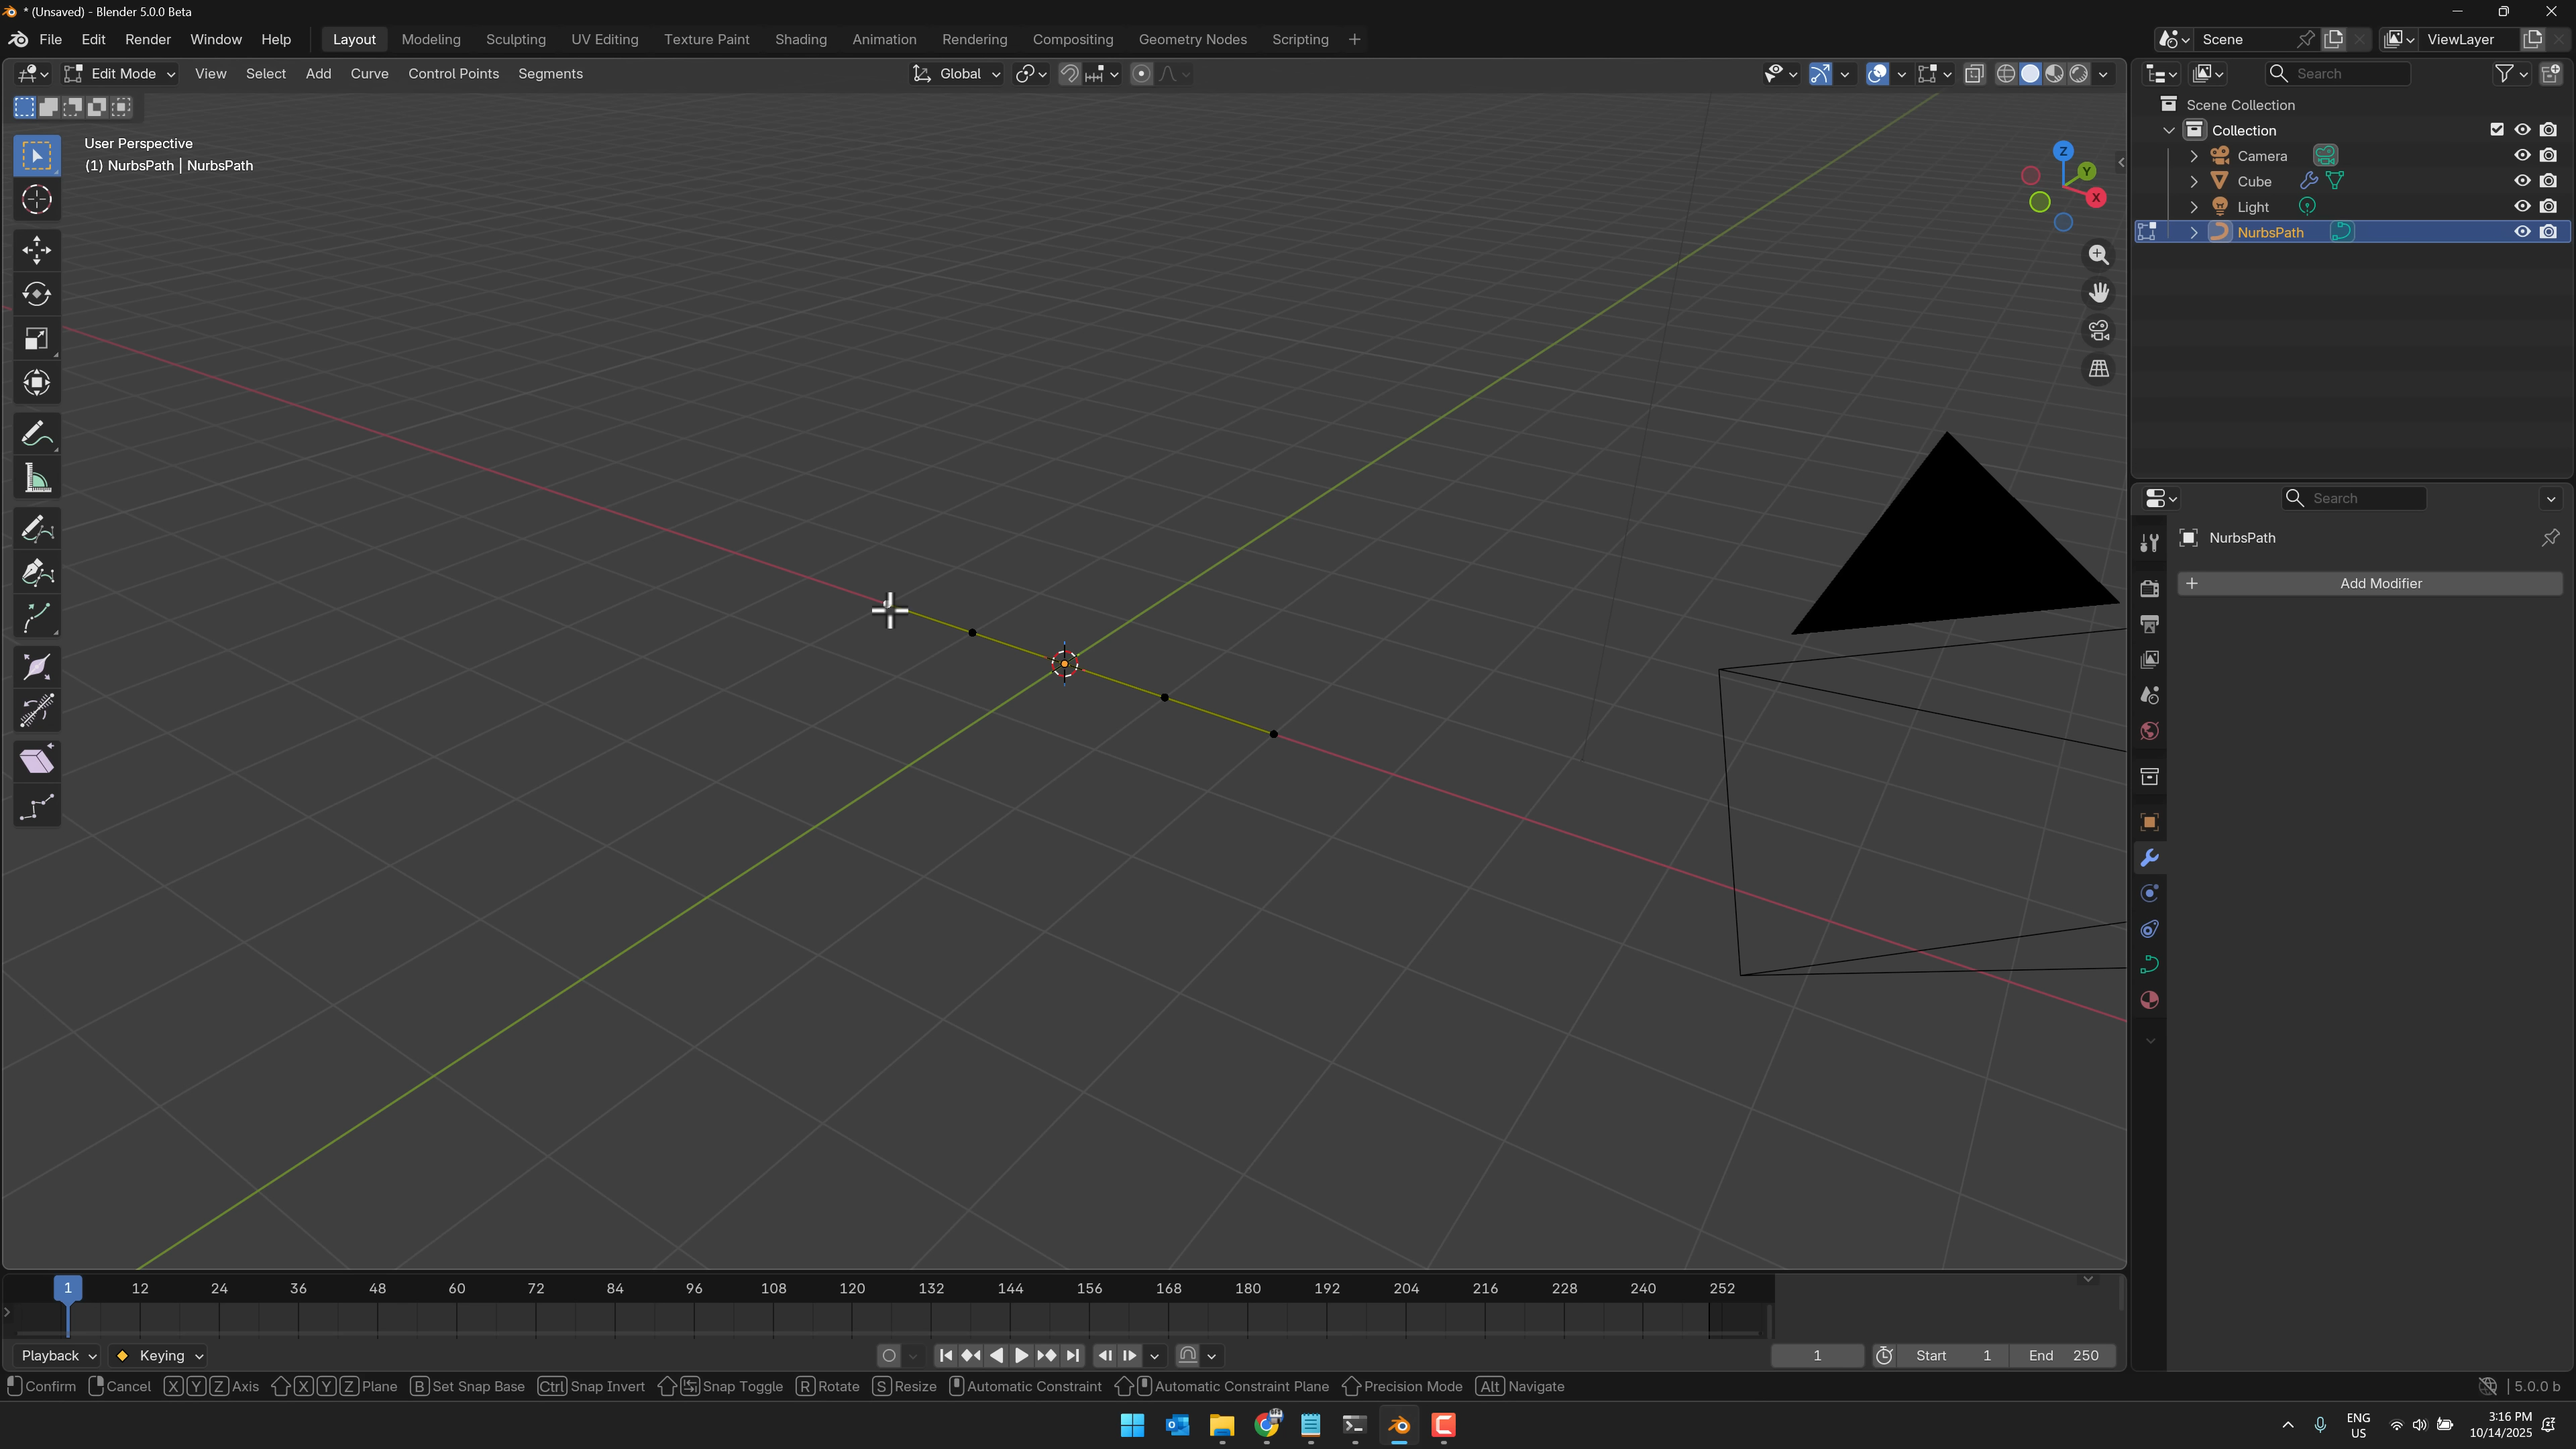 * (Unsaved) - Blender 5.0.0 Beta
File Edit Render Window Help Layout Modeling Sculpting UV Editing Texture Paint Shading Animation Rendering Compositing Geometry Nodes Scripting + Scene ViewLayer
Edit Mode View Select Add Curve Control Points Segments Global Search
User Perspective
(1) NurbsPath | NurbsPath
Z
Y
X
Scene Collection
Collection
Camera
Cube
Light
NurbsPath
Search
NurbsPath
+ Add Modifier
1 12 24 36 48 60 72 84 96 108 120 132 144 156 168 180 192 204 216 228 240 252
Playback Keying 1 Start 1 End 250
Confirm Cancel X Y Z Axis X Y Z Plane B Set Snap Base Ctrl Snap Invert Snap Toggle R Rotate S Resize Automatic Constraint Automatic Constraint Plane Precision Mode Alt Navigate | 5.0.0 b
ENG
US
3:16 PM
10/14/2025